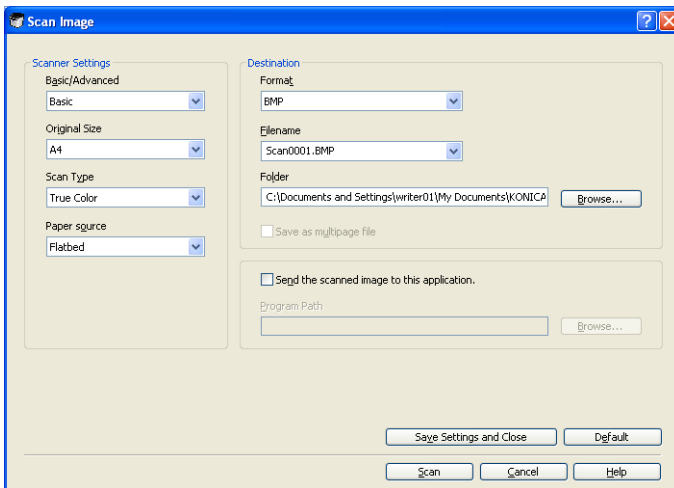 Scan Image
Scanner Settings
Basic/Advanced
Basic
Original Size
A4
Scan Type
True Color
Paper source
Flatbed
Destination
Format
BMP
Filename
Scan0001.BMP
Folder
C:\Documents and Settings\writer01\My Documents\KONICA Browse...
Save as multipage file
Send the scanned image to this application.
Program Path
Browse...
Save Settings and Close Default
Scan Cancel Help